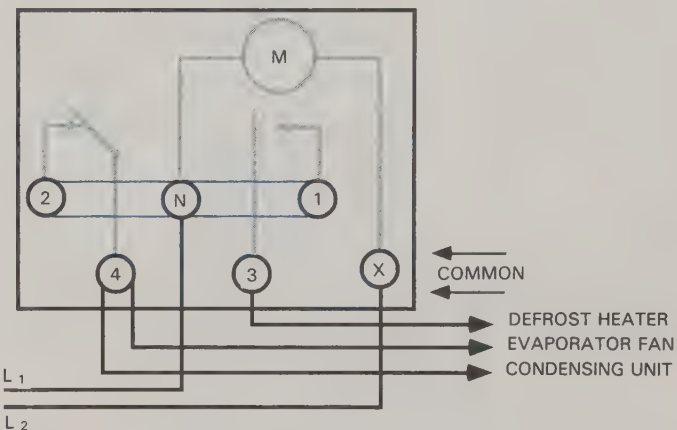 M
2
N
1
4
3
X
COMMON
DEFROST HEATER
EVAPORATOR FAN
CONDENSING UNIT
L 1
L 2